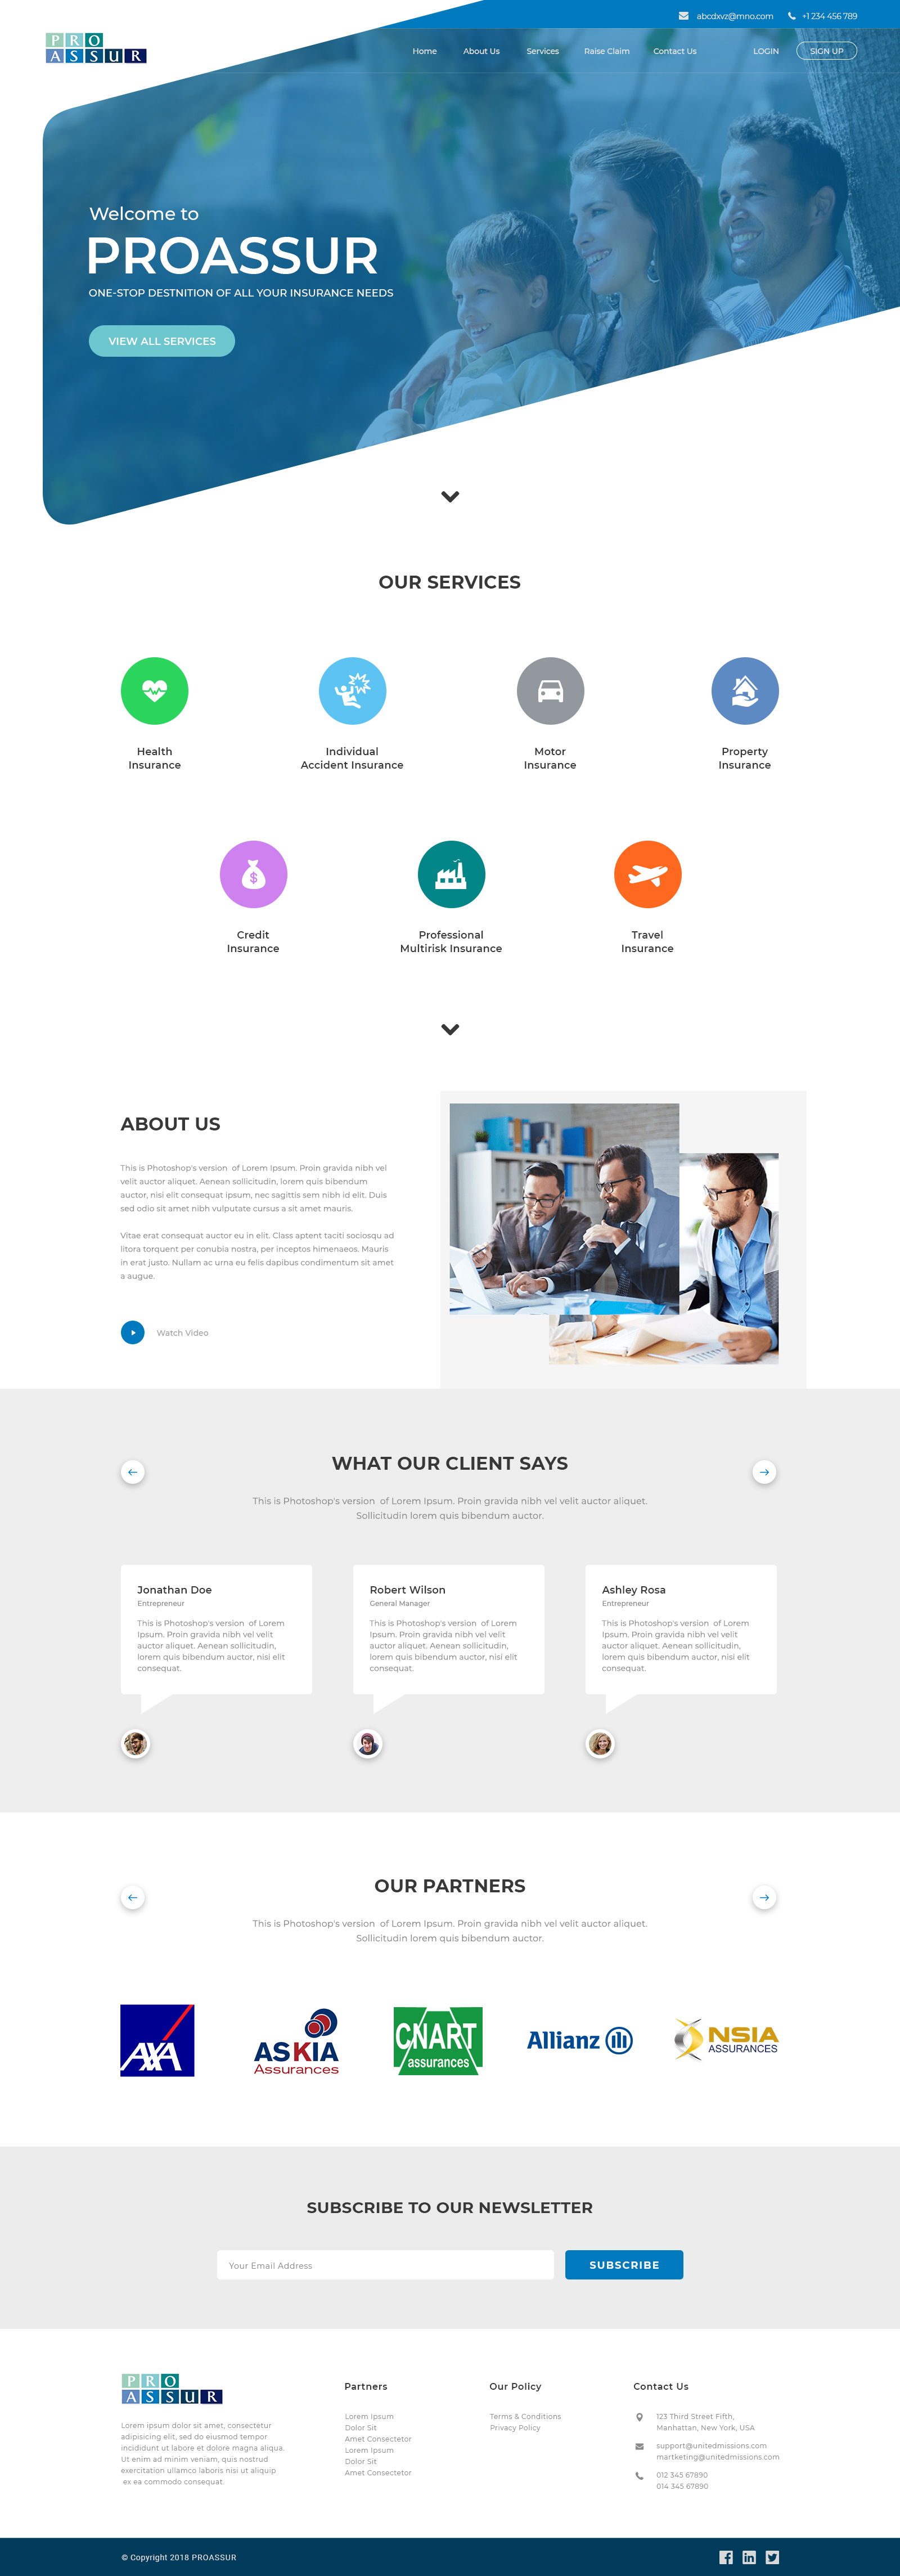 abcdxvz@mno.com +1 234 456 789
PRO
ASSUR
Home About Us Services Raise Claim Contact Us LOGIN SIGN UP
Welcome to
PROASSUR
ONE-STOP DESTNITION OF ALL YOUR INSURANCE NEEDS
VIEW ALL SERVICES
OUR SERVICES
Health
Insurance
Individual
Accident Insurance
Motor
Insurance
Property
Insurance
Credit
Insurance
Professional
Multirisk Insurance
Travel
Insurance
ABOUT US
This is Photoshop's version of Lorem Ipsum. Proin gravida nibh vel
velit auctor aliquet. Aenean sollicitudin, lorem quis bibendum
auctor, nisi elit consequat ipsum, nec sagittis sem nibh id elit. Duis
sed odio sit amet nibh vulputate cursus a sit amet mauris.
Vitae erat consequat auctor eu in elit. Class aptent taciti sociosqu ad
litora torquent per conubia nostra, per inceptos himenaeos. Mauris
in erat justo. Nullam ac urna eu felis dapibus condimentum sit amet
a augue.
Watch Video
WHAT OUR CLIENT SAYS
This is Photoshop's version of Lorem Ipsum. Proin gravida nibh vel velit auctor aliquet.
Sollicitudin lorem quis bibendum auctor.
Jonathan Doe
Entrepreneur
This is Photoshop's version of Lorem
Ipsum. Proin gravida nibh vel velit
auctor aliquet. Aenean sollicitudin,
lorem quis bibendum auctor, nisi elit
consequat.
Robert Wilson
General Manager
This is Photoshop's version of Lorem
Ipsum. Proin gravida nibh vel velit
auctor aliquet. Aenean sollicitudin,
lorem quis bibendum auctor, nisi elit
consequat.
Ashley Rosa
Entrepreneur
This is Photoshop's version of Lorem
Ipsum. Proin gravida nibh vel velit
auctor aliquet. Aenean sollicitudin,
lorem quis bibendum auctor, nisi elit
consequat.
OUR PARTNERS
This is Photoshop's version of Lorem Ipsum. Proin gravida nibh vel velit auctor aliquet.
Sollicitudin lorem quis bibendum auctor.
AXA
ASKIA
Assurances
CNART
assurances
Allianz
NSIA
ASSURANCES
SUBSCRIBE TO OUR NEWSLETTER
Your Email Address
SUBSCRIBE
PRO
ASSUR
Lorem ipsum dolor sit amet, consectetur
adipisicing elit, sed do eiusmod tempor
incididunt ut labore et dolore magna aliqua.
Ut enim ad minim veniam, quis nostrud
exercitation ullamco laboris nisi ut aliquip
ex ea commodo consequat.
Partners
Lorem Ipsum
Dolor Sit
Amet Consectetor
Lorem Ipsum
Dolor Sit
Amet Consectetor
Our Policy
Terms & Conditions
Privacy Policy
Contact Us
123 Third Street Fifth,
Manhattan, New York, USA
support@unitedmissions.com
martketing@unitedmissions.com
012 345 67890
014 345 67890
© Copyright 2018 PROASSUR